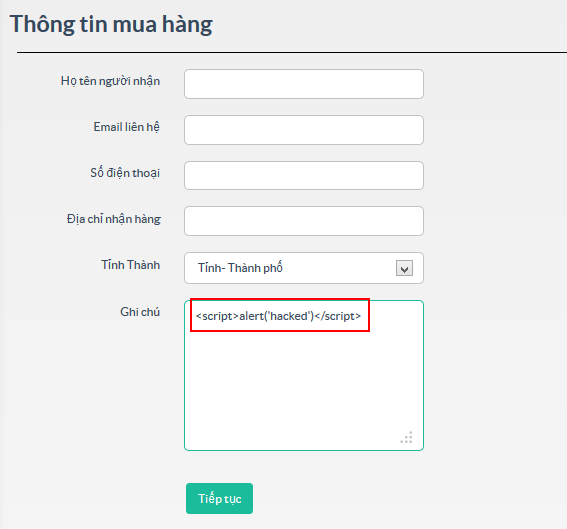 Thông tin mua hàng
Họ tên người nhận
Email liên hệ
Số điện thoại
Địa chỉ nhận hàng
Tỉnh Thành
Tỉnh- Thành phố
Ghi chú
<script>alert('hacked')</script>
Tiếp tục